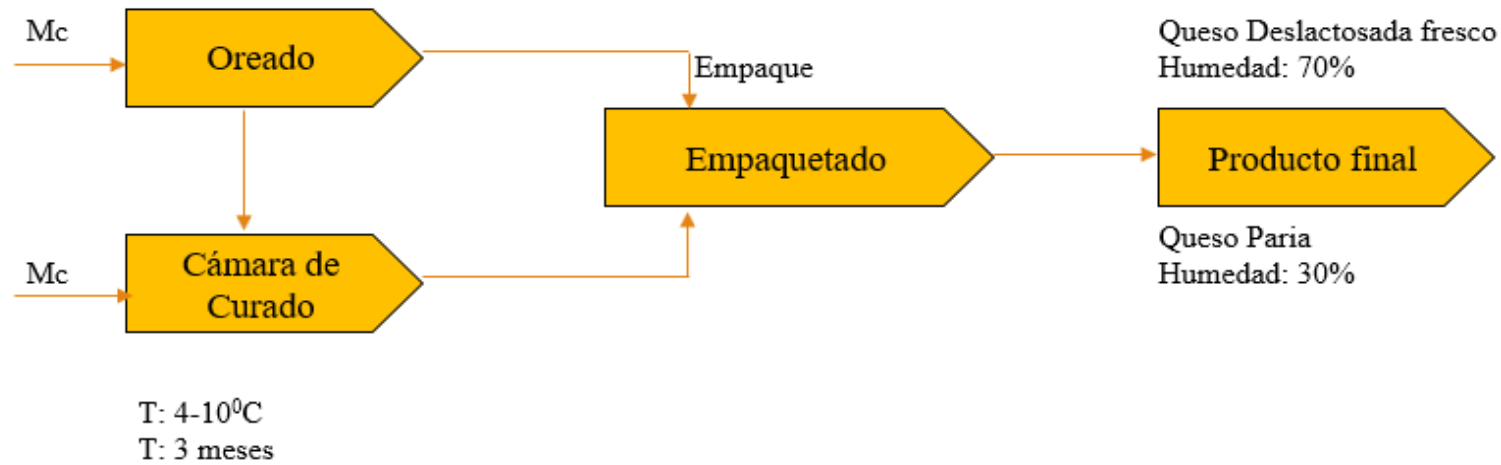 Mc
Oreado
Empaque
Queso Deslactosada fresco
Humedad: 70%
Empaquetado
Producto final
Mc
Cámara de
Curado
Queso Paria
Humedad: 30%
T: 4-10⁰C
T: 3 meses